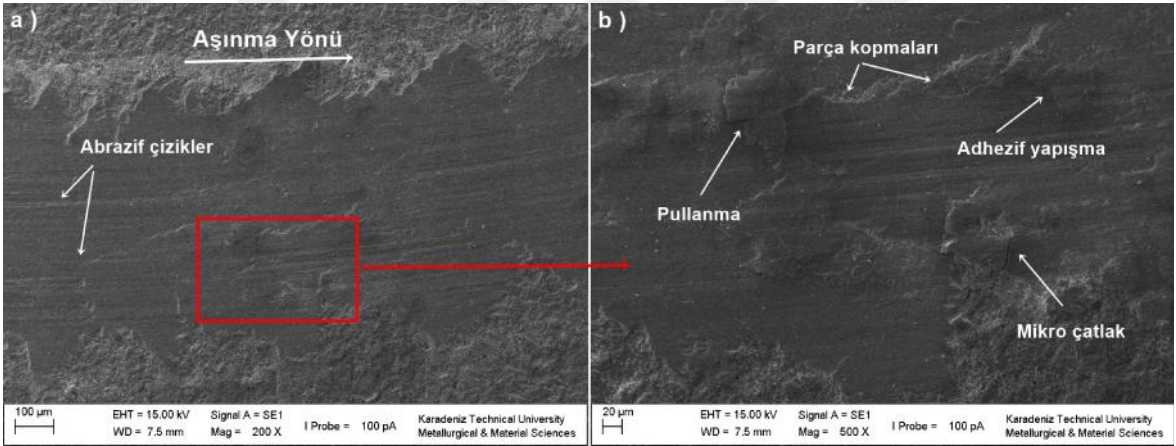 a )
Aşınma Yönü
Abrazif çizikler
100 µm
EHT = 15.00 kV
WD = 7.5 mm
Signal A = SE1
Mag = 200 X
I Probe = 100 pA
Karadeniz Technical University
Metallurgical & Material Sciences
b )
Parça kopmaları
Adhezif yapışma
Pullanma
Mikro çatlak
20 µm
EHT = 15.00 kV
WD = 7.5 mm
Signal A = SE1
Mag = 500 X
I Probe = 100 pA
Karadeniz Technical University
Metallurgical & Material Sciences